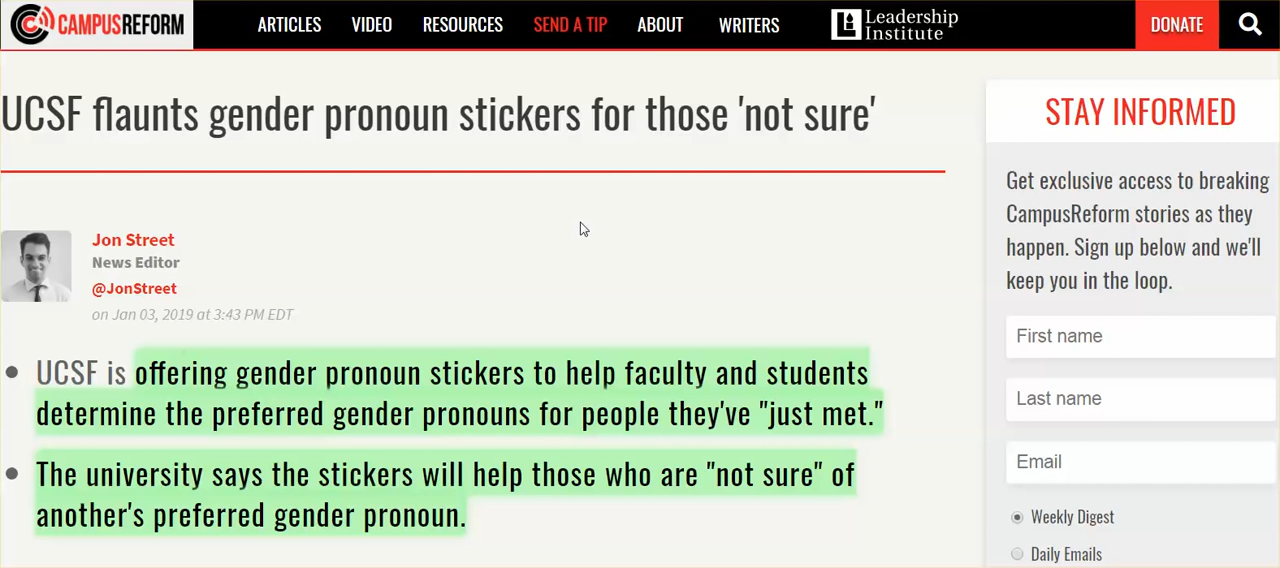 CAMPUSREFORM
ARTICLES VIDEO RESOURCES SEND A TIP ABOUT WRITERS
Leadership
Institute
DONATE
UCSF flaunts gender pronoun stickers for those 'not sure'
Jon Street
News Editor
@JonStreet
on Jan 03, 2019 at 3:43 PM EDT
UCSF is offering gender pronoun stickers to help faculty and students
determine the preferred gender pronouns for people they've "just met."
The university says the stickers will help those who are "not sure" of
another's preferred gender pronoun.
STAY INFORMED
Get exclusive access to breaking
CampusReform stories as they
happen. Sign up below and we'll
keep you in the loop.
First name
Last name
Email
Weekly Digest
Daily Emails